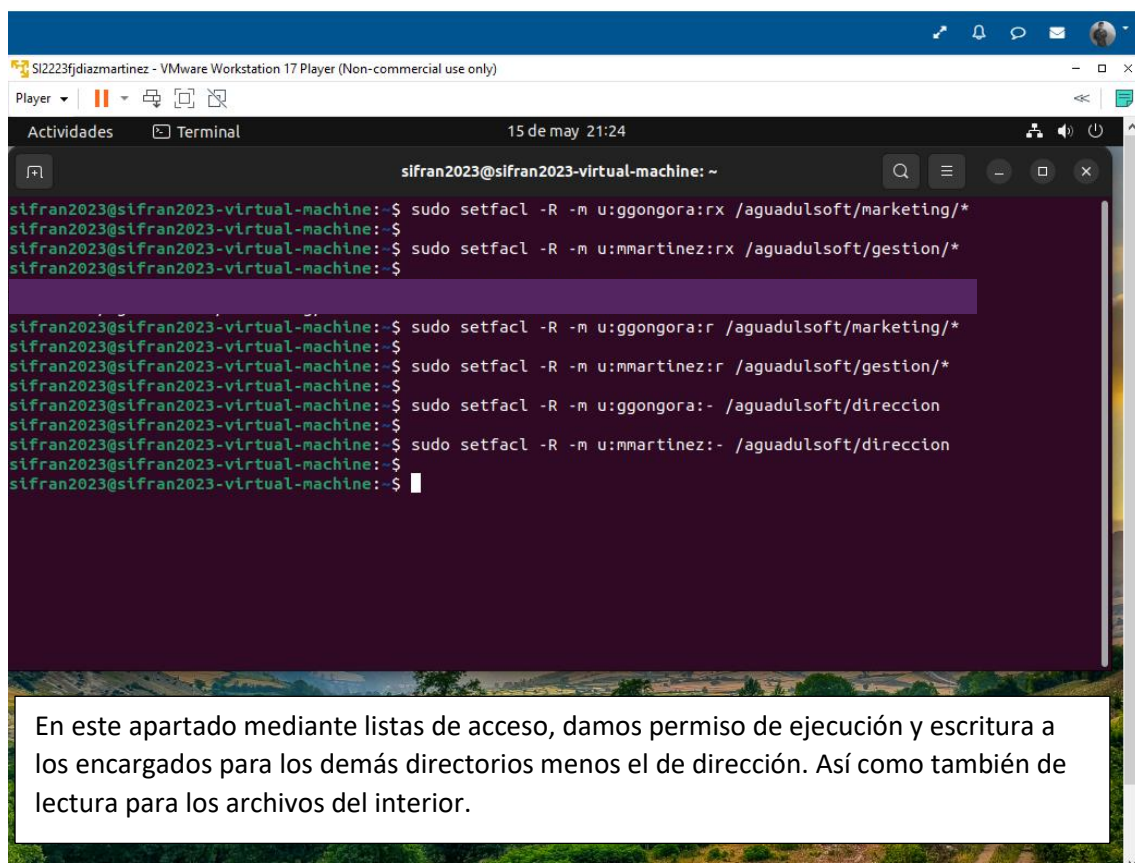 SI2223fjdiazmartinez - VMware Workstation 17 Player (Non-commercial use only)
Player
Actividades Terminal 15 de may 21:24
sifran2023@sifran2023-virtual-machine: ~
sifran2023@sifran2023-virtual-machine:~$ sudo setfacl -R -m u:ggongora:rx /aguadulsoft/marketing/*
sifran2023@sifran2023-virtual-machine:~$
sifran2023@sifran2023-virtual-machine:~$ sudo setfacl -R -m u:mmartinez:rx /aguadulsoft/gestion/*
sifran2023@sifran2023-virtual-machine:~$
sifran2023@sifran2023-virtual-machine:~$ sudo setfacl -R -m u:ggongora:r /aguadulsoft/marketing/*
sifran2023@sifran2023-virtual-machine:~$
sifran2023@sifran2023-virtual-machine:~$ sudo setfacl -R -m u:mmartinez:r /aguadulsoft/gestion/*
sifran2023@sifran2023-virtual-machine:~$
sifran2023@sifran2023-virtual-machine:~$ sudo setfacl -R -m u:ggongora:- /aguadulsoft/direccion
sifran2023@sifran2023-virtual-machine:~$
sifran2023@sifran2023-virtual-machine:~$ sudo setfacl -R -m u:mmartinez:- /aguadulsoft/direccion
sifran2023@sifran2023-virtual-machine:~$
sifran2023@sifran2023-virtual-machine:~$
En este apartado mediante listas de acceso, damos permiso de ejecución y escritura a
los encargados para los demás directorios menos el de dirección. Así como también de
lectura para los archivos del interior.